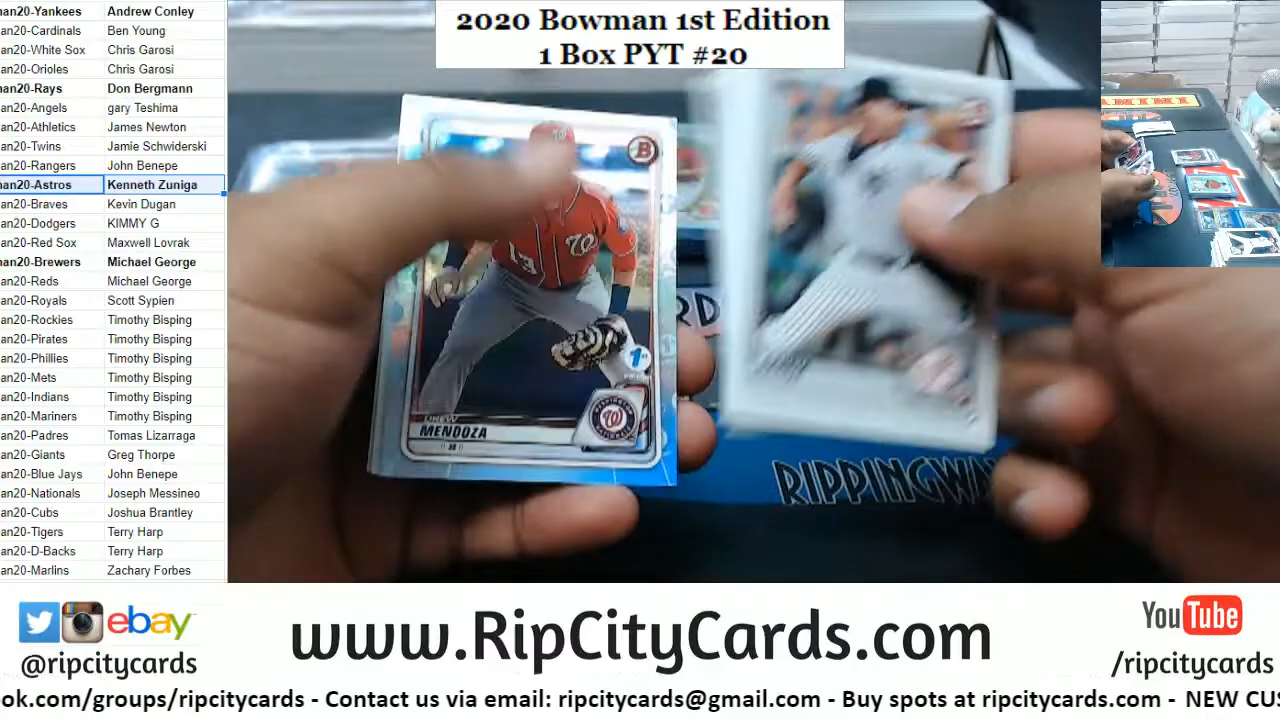 2020 Bowman 1st Edition
1 Box PYT #20
an20-Yankees Andrew Conley
an20-Cardinals Ben Young
an20-White Sox Chris Garosi
an20-Orioles Chris Garosi
an20-Rays Don Bergmann
an20-Angels gary Teshima
an20-Athletics James Newton
an20-Twins Jamie Schwiderski
an20-Rangers John Benepe
an20-Astros Kenneth Zuniga
an20-Braves Kevin Dugan
an20-Dodgers KIMMY G
an20-Red Sox Maxwell Lovrak
an20-Brewers Michael George
an20-Reds Michael George
an20-Royals Scott Sypien
an20-Rockies Timothy Bisping
an20-Pirates Timothy Bisping
an20-Phillies Timothy Bisping
an20-Mets Timothy Bisping
an20-Indians Timothy Bisping
an20-Mariners Timothy Bisping
an20-Padres Tomas Lizarraga
an20-Giants Greg Thorpe
an20-Blue Jays John Benepe
an20-Nationals Joseph Messineo
an20-Cubs Joshua Brantley
an20-Tigers Terry Harp
an20-D-Backs Terry Harp
an20-Marlins Zachary Forbes
B
W
13
1st
DREW
MENDOZA
W
RD
RIPPINGWA
ANINI
ebay
@ripcitycards
www.RipCityCards.com
YouTube
/ripcitycards
ok.com/groups/ripcitycards - Contact us via email: ripcitycards@gmail.com - Buy spots at ripcitycards.com - NEW CUS